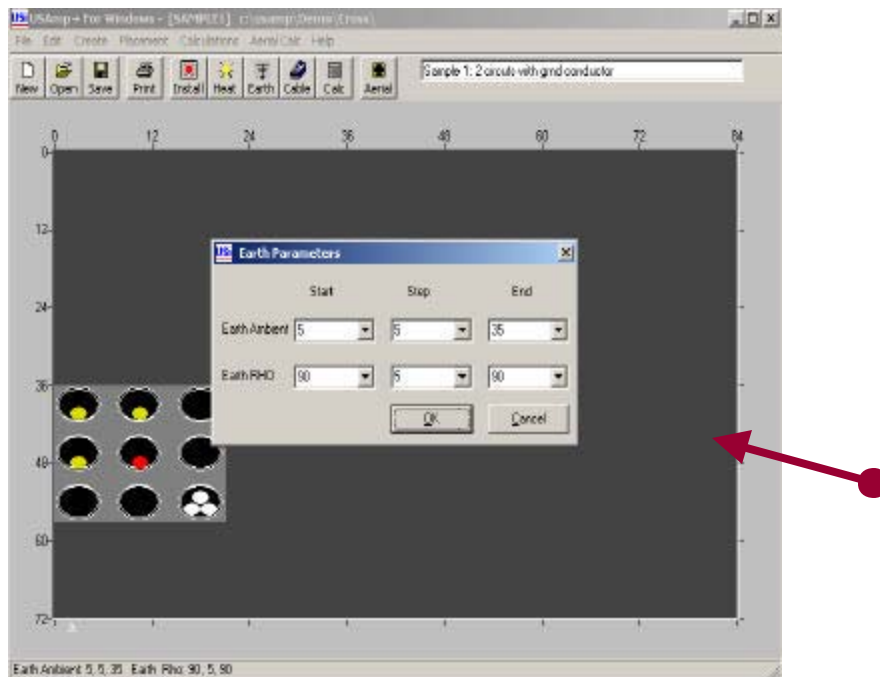 USAmp+ For Windows - [SAMPLE1] c:\usamp\Demo\Cross\
File Edit Create Placement Calculations Aerial Calc Help
New Open Save Print Install Heat Earth Cable Calc Aerial
Sample 1: 2 circuits with grnd conductor
0 12 24 36 48 60 72 84
0
12
24
36
48
60
72
Earth Parameters
Start Step End
Earth Ambient 5 5 35
Earth RHO 90 5 90
OK Cancel
Earth Ambient 5, 5, 35 Earth Rho: 90, 5, 90